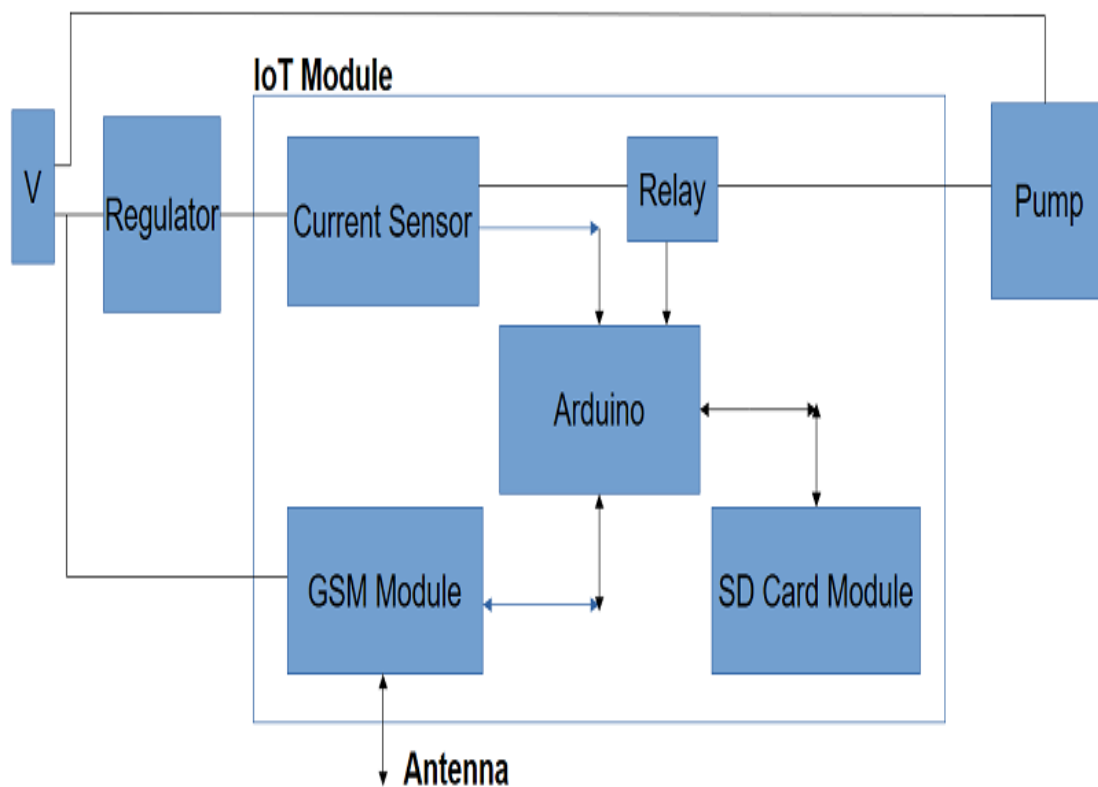 IoT Module
V
Regulator
Current Sensor
Relay
Pump
Arduino
GSM Module
SD Card Module
Antenna